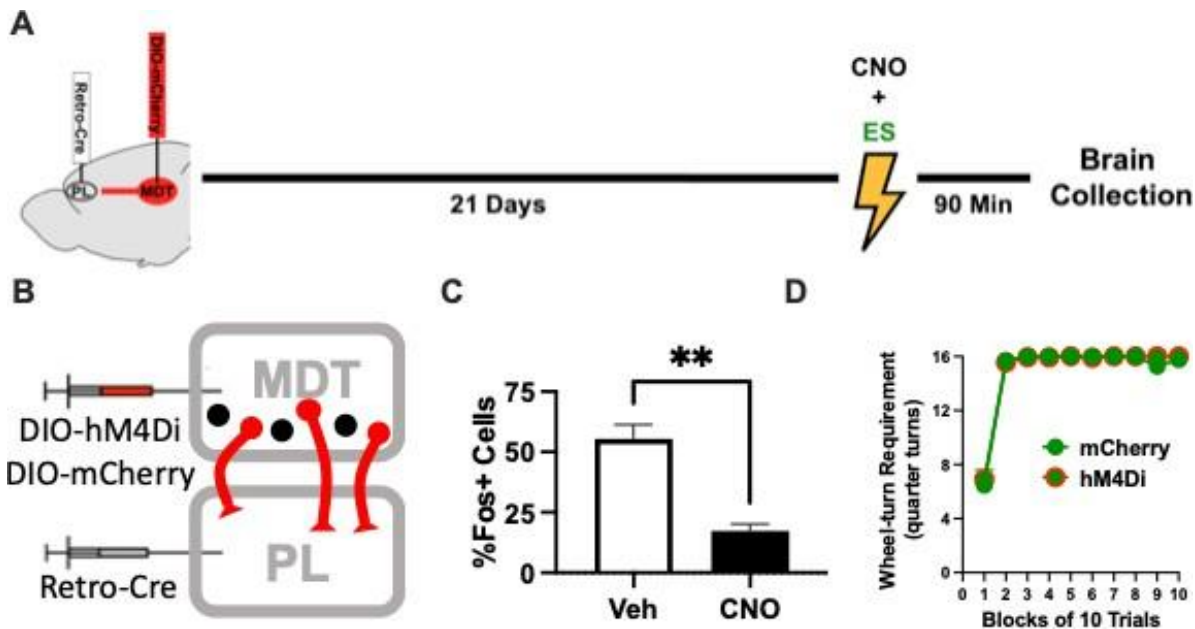 A
Retro-Cre
DIO-mCherry
PL
MDT
21 Days
CNO
+
ES
90 Min
Brain
Collection
B
DIO-hM4Di
DIO-mCherry
Retro-Cre
MDT
PL
C
**
%Fos+ Cells
75
50
25
0
Veh
CNO
D
Wheel-turn Requirement
(quarter turns)
16
12
8
4
0
mCherry
hM4Di
0 1 2 3 4 5 6 7 8 9 10
Blocks of 10 Trials